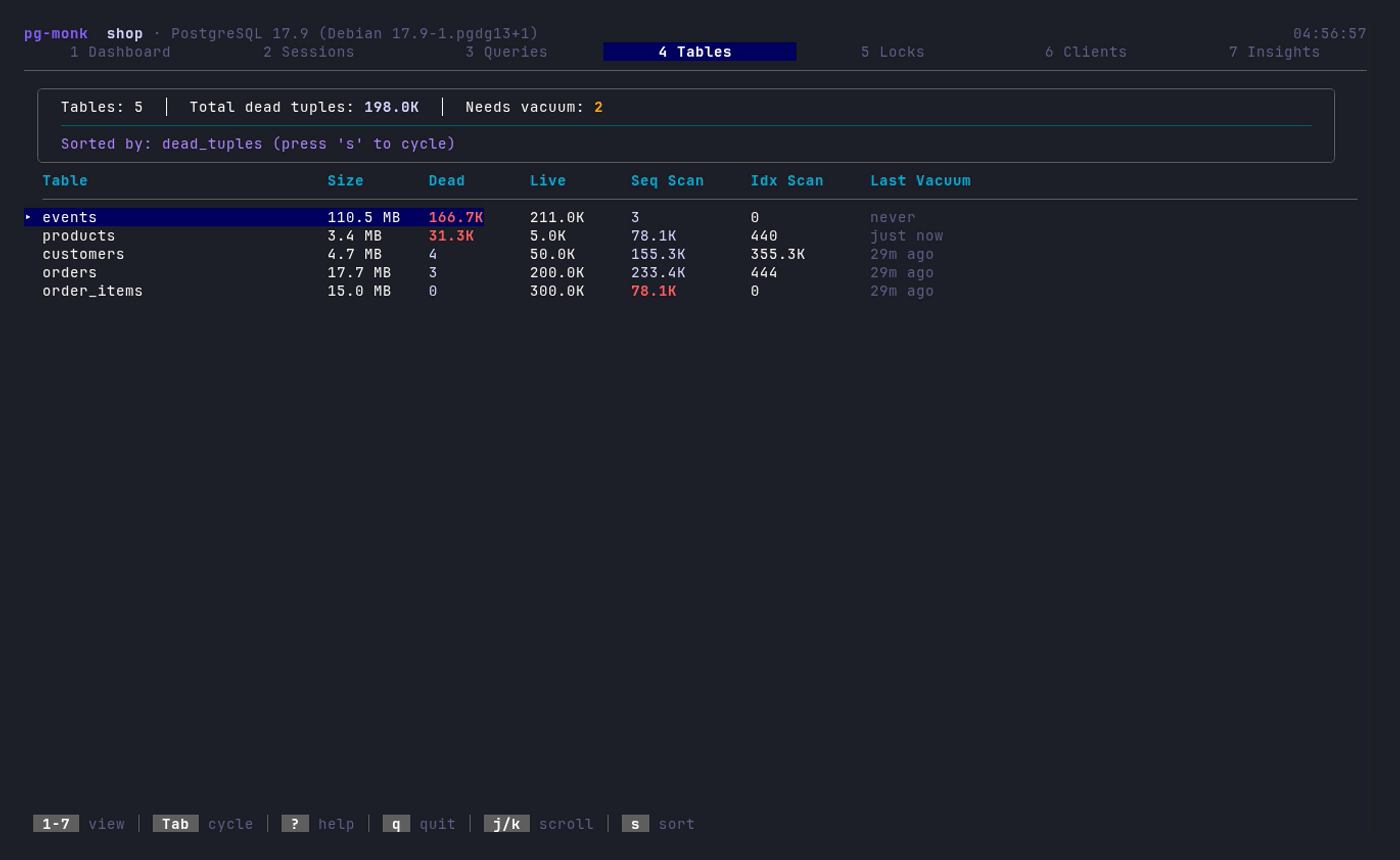 pg-monk shop · PostgreSQL 17.9 (Debian 17.9-1.pgdg13+1) 04:56:57
1 Dashboard 2 Sessions 3 Queries 4 Tables 5 Locks 6 Clients 7 Insights
Tables: 5 │ Total dead tuples: 198.0K │ Needs vacuum: 2
Sorted by: dead_tuples (press 's' to cycle)
Table Size Dead Live Seq Scan Idx Scan Last Vacuum
▸ events 110.5 MB 166.7K 211.0K 3 0 never
products 3.4 MB 31.3K 5.0K 78.1K 440 just now
customers 4.7 MB 4 50.0K 155.3K 355.3K 29m ago
orders 17.7 MB 3 200.0K 233.4K 444 29m ago
order_items 15.0 MB 0 300.0K 78.1K 0 29m ago
1-7 view │ Tab cycle │ ? help │ q quit │ j/k scroll │ s sort